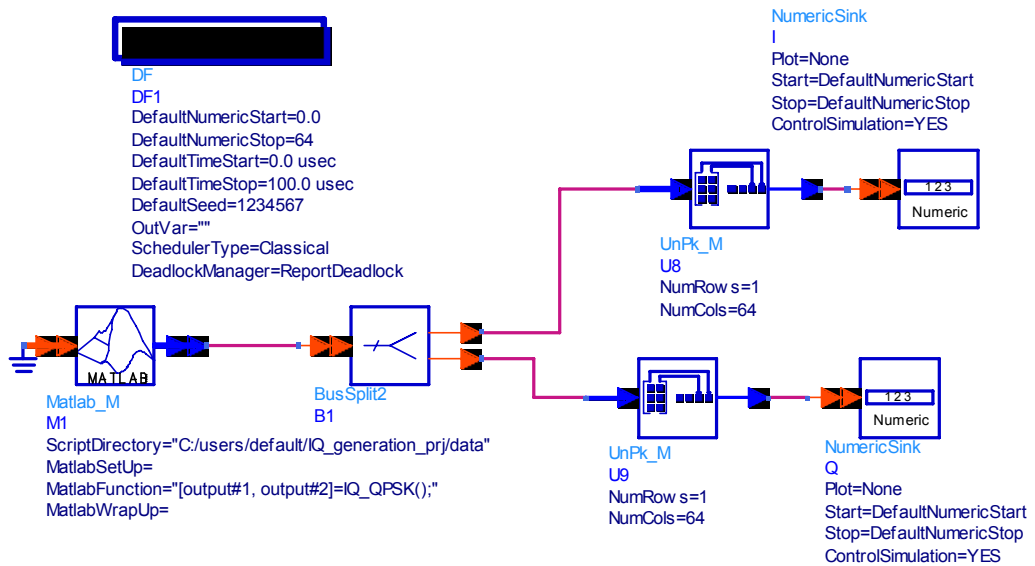 NumericSink
I
Plot=None
Start=DefaultNumericStart
Stop=DefaultNumericStop
ControlSimulation=YES
DF
DF1
DefaultNumericStart=0.0
DefaultNumericStop=64
DefaultTimeStart=0.0 usec
DefaultTimeStop=100.0 usec
DefaultSeed=1234567
OutVar=""
SchedulerType=Classical
DeadlockManager=ReportDeadlock
1 2 3
Numeric
UnPk_M
U8
NumRow s=1
NumCols=64
MATLAB
Matlab_M
M1
ScriptDirectory="C:/users/default/IQ_generation_prj/data"
MatlabSetUp=
MatlabFunction="[output#1, output#2]=IQ_QPSK();"
MatlabWrapUp=
BusSplit2
B1
UnPk_M
U9
NumRow s=1
NumCols=64
1 2 3
Numeric
NumericSink
Q
Plot=None
Start=DefaultNumericStart
Stop=DefaultNumericStop
ControlSimulation=YES